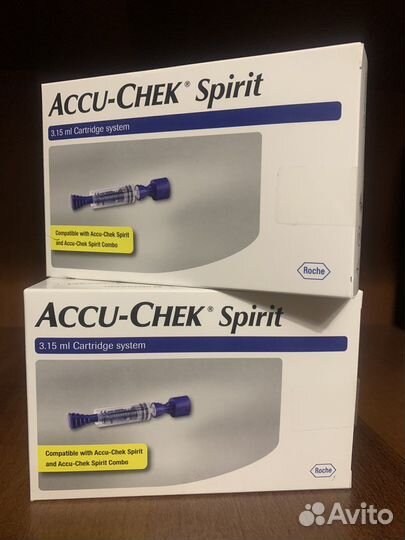 ACCU-CHEK® Spirit
3.15 ml Cartridge system
Compatible with Accu-Chek Spirit
and Accu-Chek Spirit Combo
Roche
ACCU-CHEK® Spirit
3.15 ml Cartridge system
Compatible with Accu-Chek Spirit
and Accu-Chek Spirit Combo
Roche
Avito